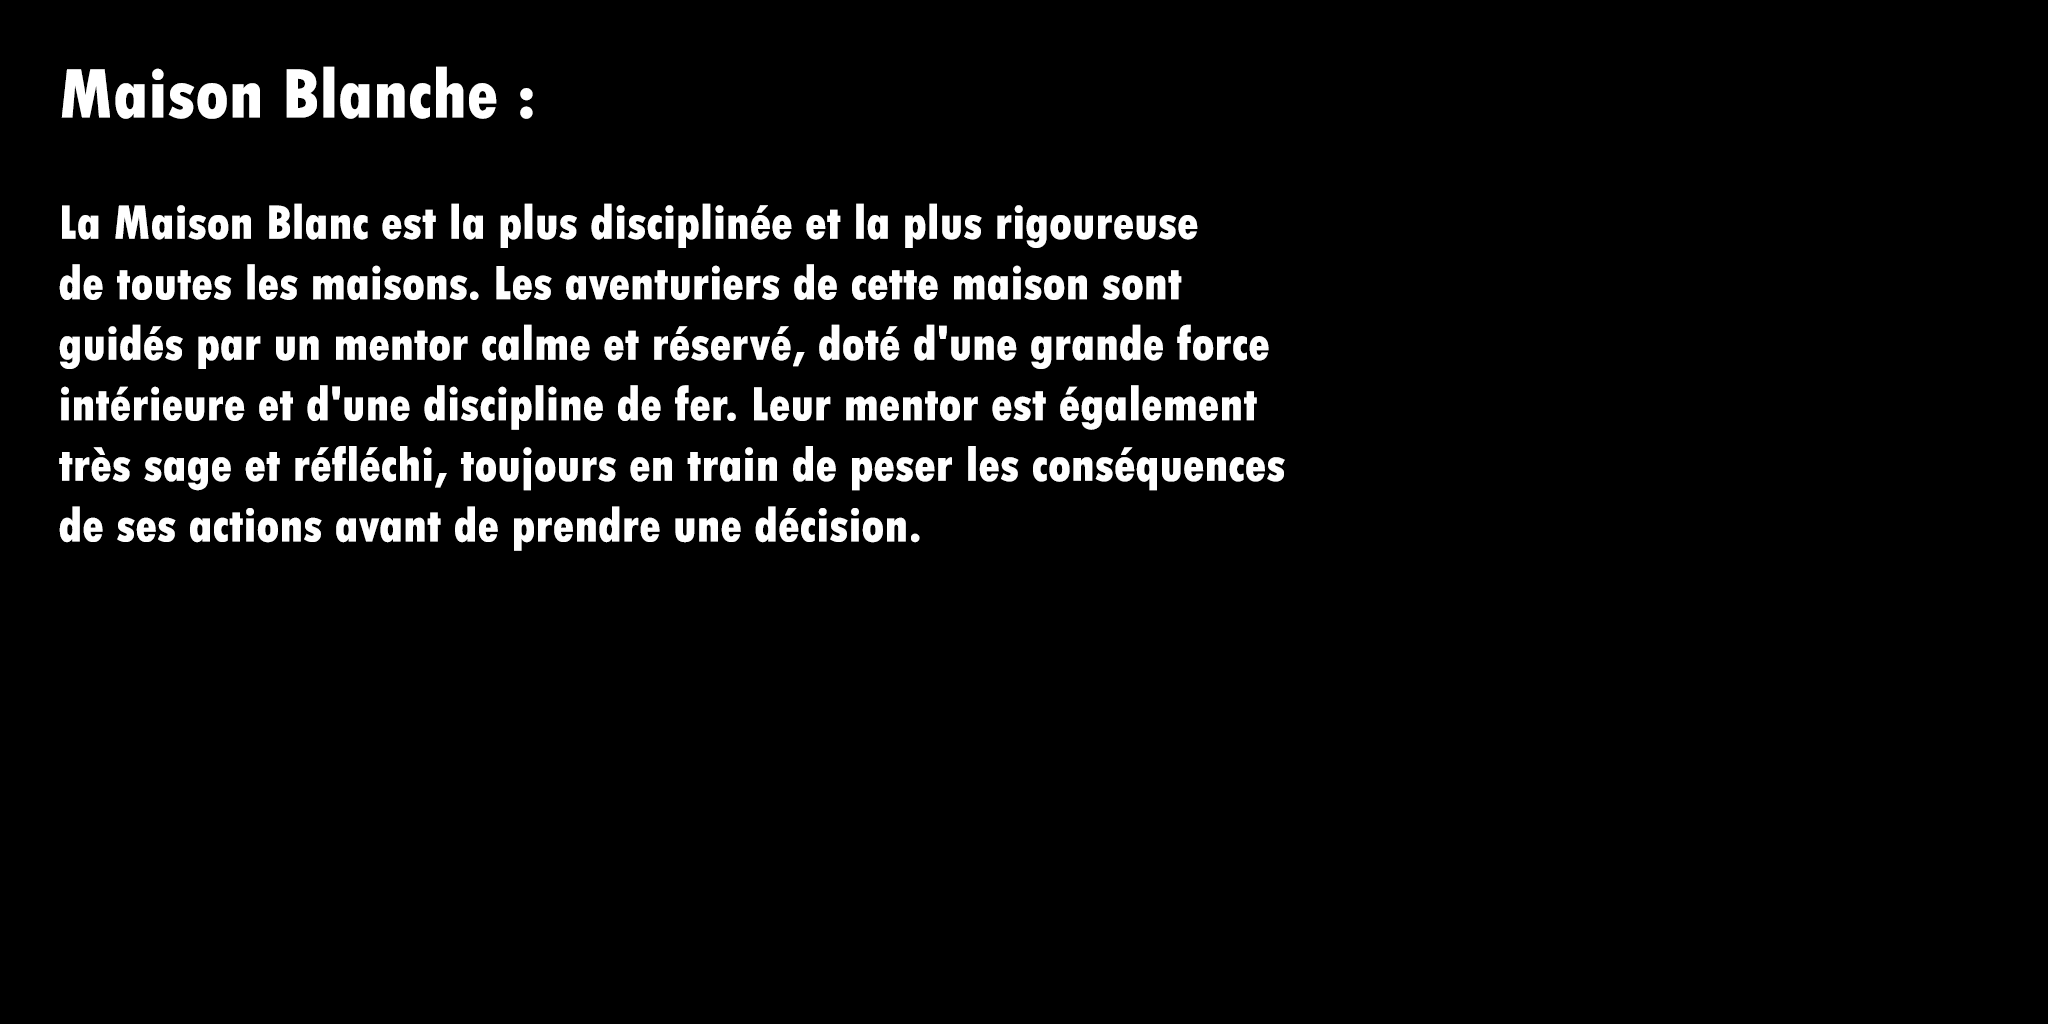 Maison Blanche :
La Maison Blanc est la plus disciplinée et la plus rigoureuse
de toutes les maisons. Les aventuriers de cette maison sont
guidés par un mentor calme et réservé, doté d'une grande force
intérieure et d'une discipline de fer. Leur mentor est également
très sage et réfléchi, toujours en train de peser les conséquences
de ses actions avant de prendre une décision.